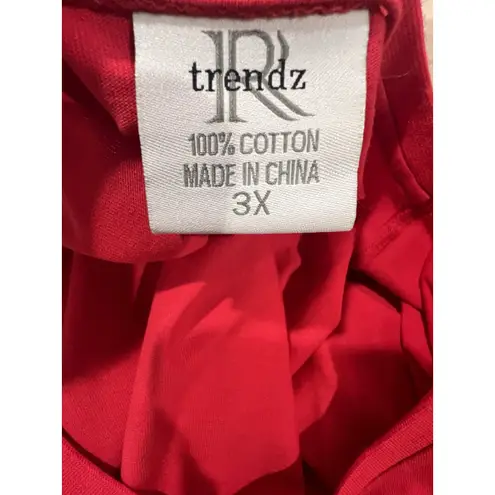 R
trendz
100% COTTON
MADE IN CHINA
3X